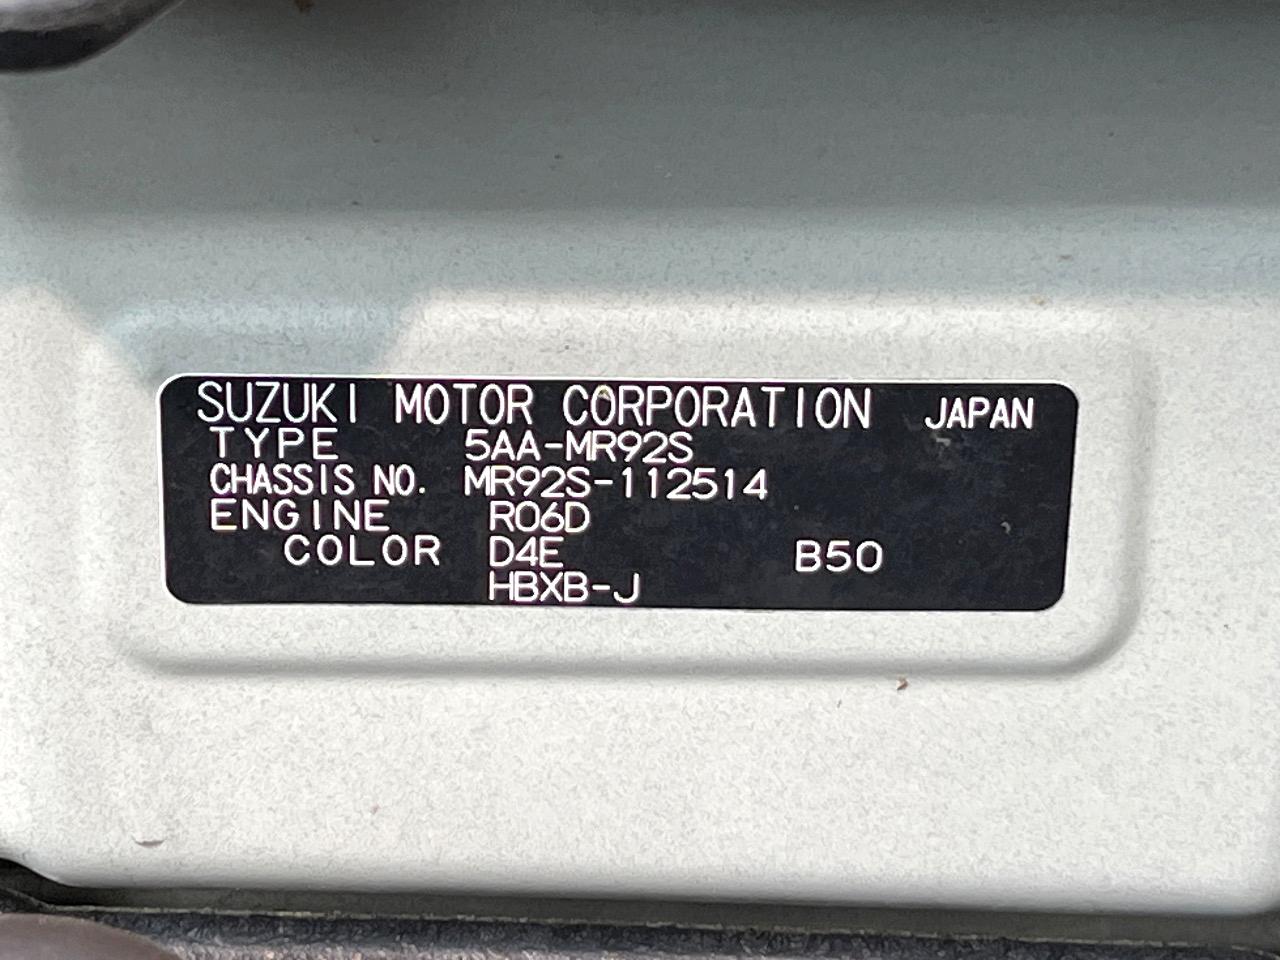 SUZUKI MOTOR CORPORATION JAPAN
TYPE 5AA-MR92S
CHASSIS NO. MR92S-112514
ENGINE R06D
COLOR D4E B50
HBXB-J